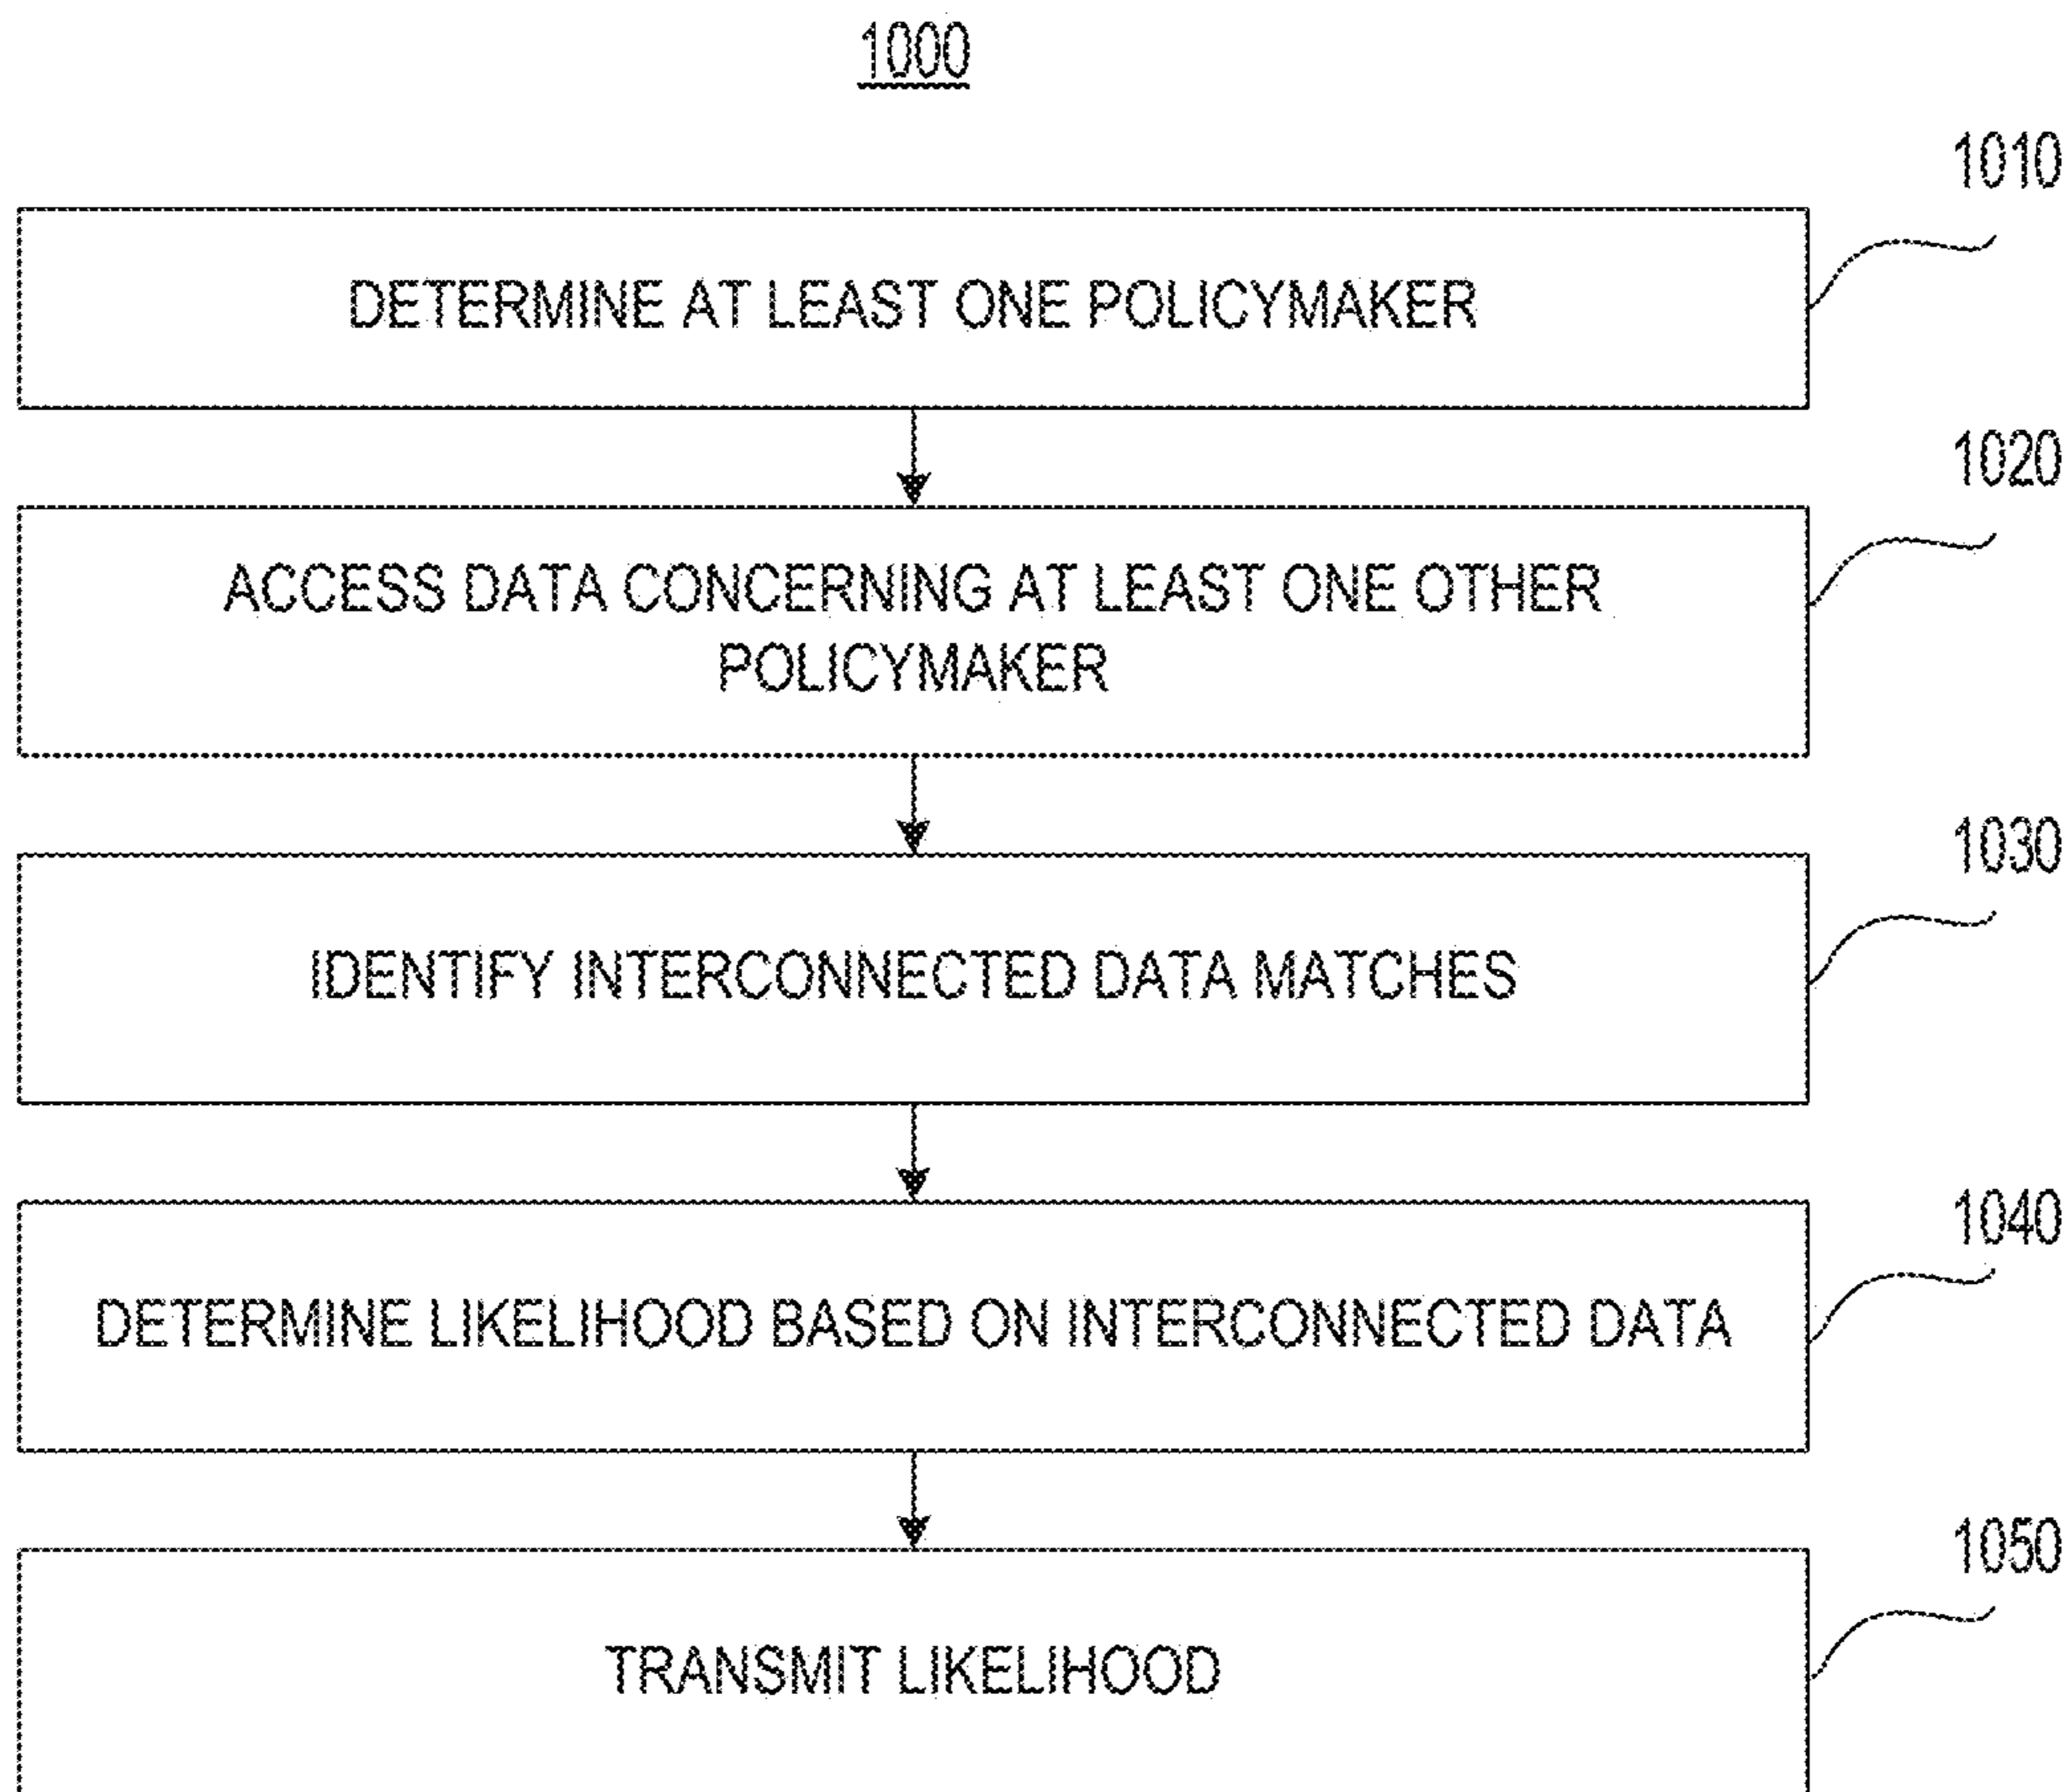 1000
1010
DETERMINE AT LEAST ONE POLICYMAKER
1020
ACCESS DATA CONCERNING AT LEAST ONE OTHER
POLICYMAKER
1030
IDENTIFY INTERCONNECTED DATA MATCHES
1040
DETERMINE LIKELIHOOD BASED ON INTERCONNECTED DATA
1050
TRANSMIT LIKELIHOOD